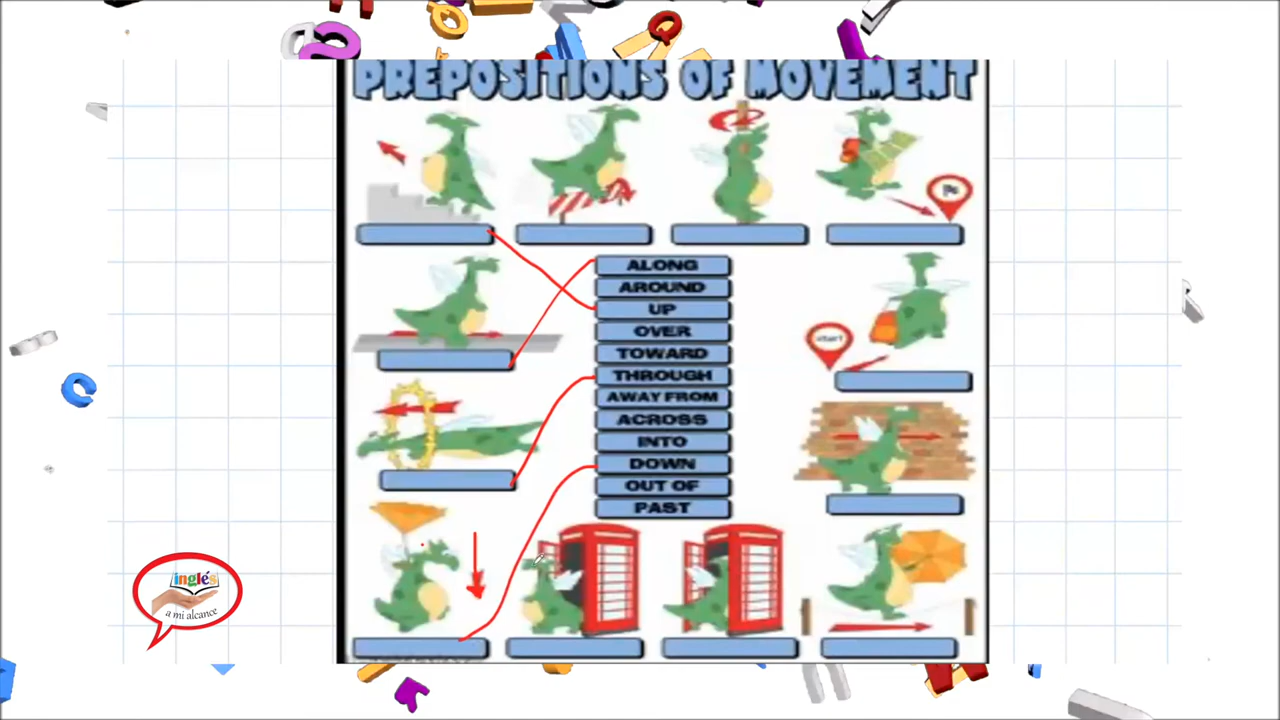 PREPOSITIONS OF MOVEMENT
ALONG
AROUND
UP
OVER
TOWARD
THROUGH
AWAY FROM
ACROSS
INTO
DOWN
OUT OF
PAST
start
inglés
a mi alcance